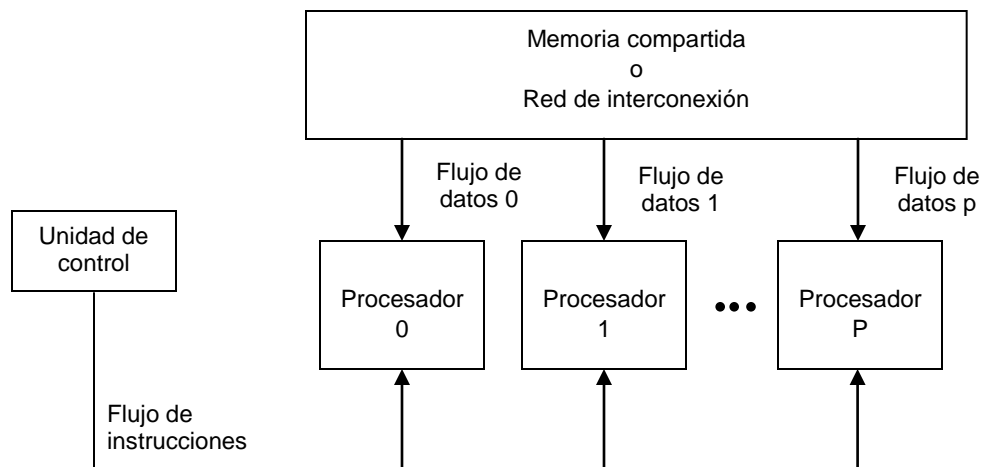 Memoria compartida
o
Red de interconexión
Flujo de
datos 0
Flujo de
datos 1
Flujo de
datos p
Unidad de
control
Procesador
0
Procesador
1
Procesador
P
Flujo de
instrucciones